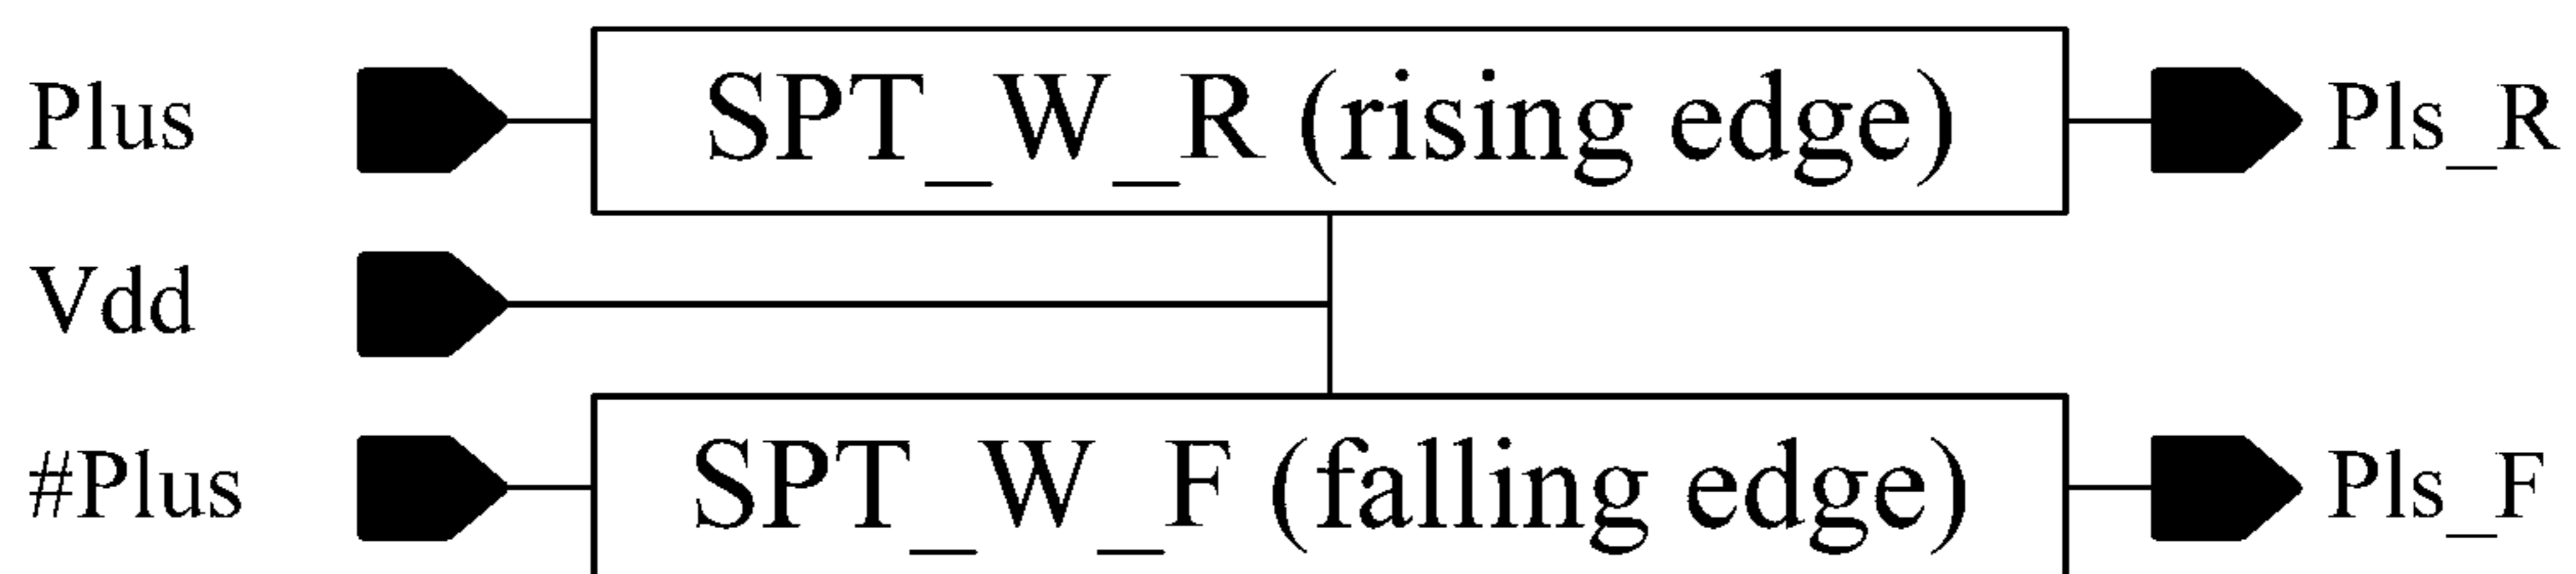 Plus SPT_W_R (rising edge) Pls_R
Vdd
#Plus SPT_W_F (falling edge) Pls_F